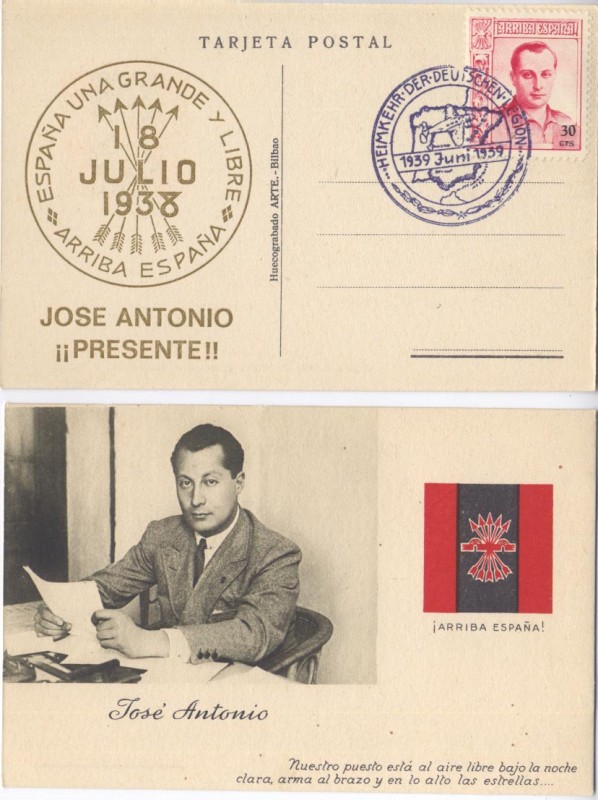 TARJETA POSTAL
ESPAÑA UNA GRANDE Y LIBRE
18
JULIO
1938
ARRIBA ESPAÑA
JOSE ANTONIO
¡¡PRESENTE!!
Huecograbado ARTE.-Bilbao
HEIMKEHR·DER·DEUTSCHEN·LEGION
1939 Juni 1939
ARRIBA ESPAÑA
30
CTS
José Antonio
¡ARRIBA ESPAÑA!
Nuestro puesto está al aire libre bajo la noche
clara, arma al brazo y en lo alto las estrellas....